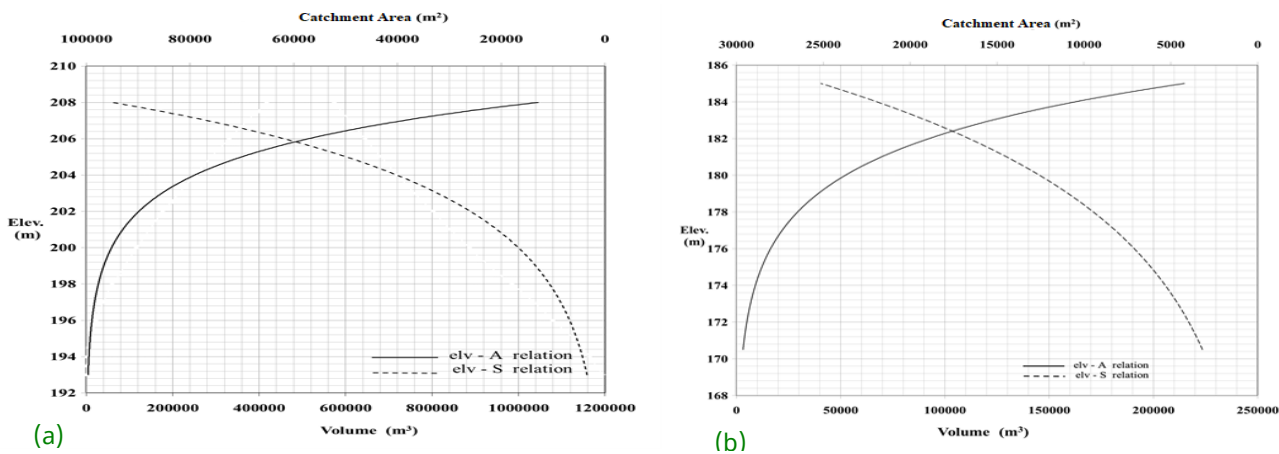 Catchment Area (m²)
100000 80000 60000 40000 20000 0
210
208
206
204
202
200
198
196
194
192
Elev.
(m)
elv - A relation
elv - S relation
0 200000 400000 600000 800000 1000000 1200000
Volume (m³)
(a)
Catchment Area (m²)
30000 25000 20000 15000 10000 5000 0
186
184
182
180
178
176
174
172
170
168
Elev.
(m)
elv - A relation
elv - S relation
0 50000 100000 150000 200000 250000
Volume (m³)
(b)